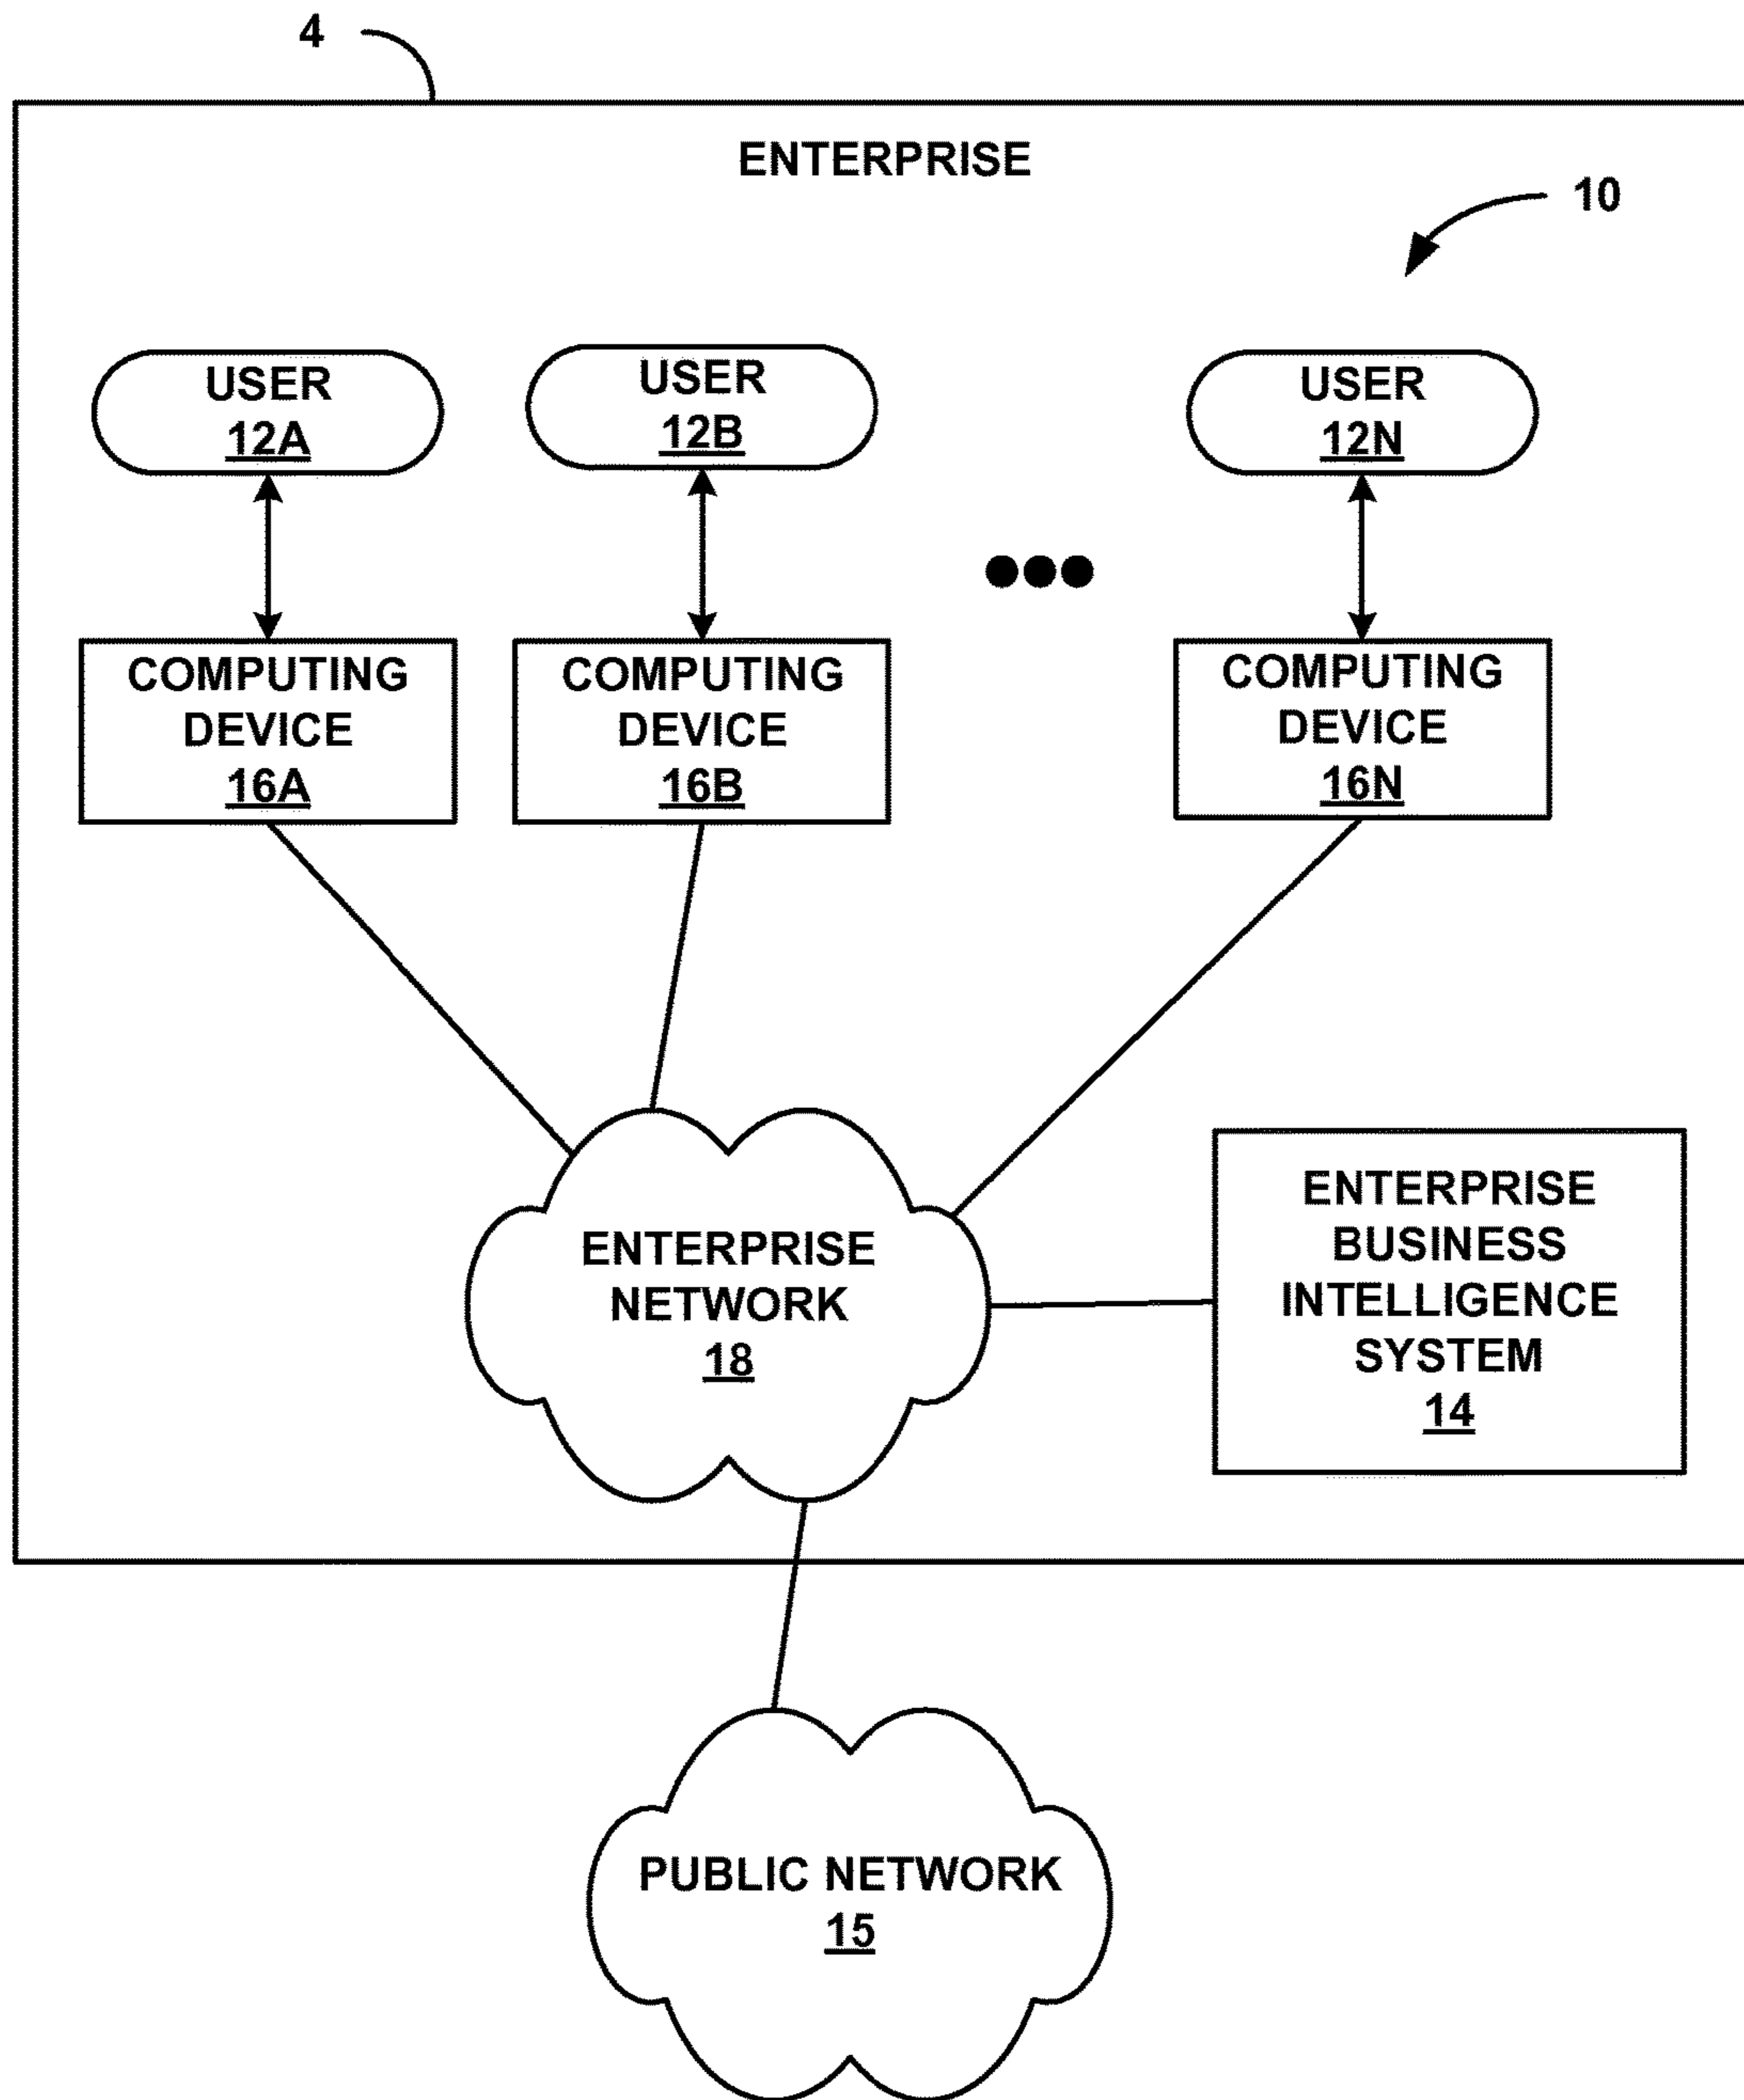 4
ENTERPRISE
10
USER
12A
USER
12B
USER
12N
COMPUTING
DEVICE
16A
COMPUTING
DEVICE
16B
COMPUTING
DEVICE
16N
ENTERPRISE
NETWORK
18
ENTERPRISE
BUSINESS
INTELLIGENCE
SYSTEM
14
PUBLIC NETWORK
15